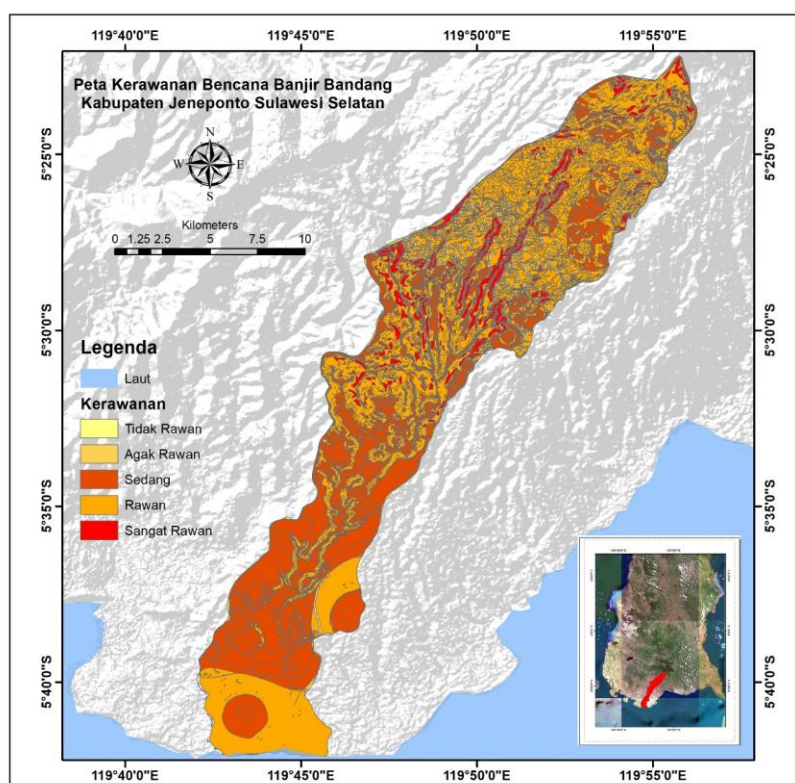 119°40'0"E 119°45'0"E 119°50'0"E 119°55'0"E
Peta Kerawanan Bencana Banjir Bandang
Kabupaten Jeneponto Sulawesi Selatan
N
W E
S
Kilometers
0 1.25 2.5 5 7.5 10
Legenda
Laut
Kerawanan
Tidak Rawan
Agak Rawan
Sedang
Rawan
Sangat Rawan
5°25'0"S
5°30'0"S
5°35'0"S
5°40'0"S
5°25'0"S
5°30'0"S
5°35'0"S
5°40'0"S
119°40'0"E 119°45'0"E 119°50'0"E 119°55'0"E